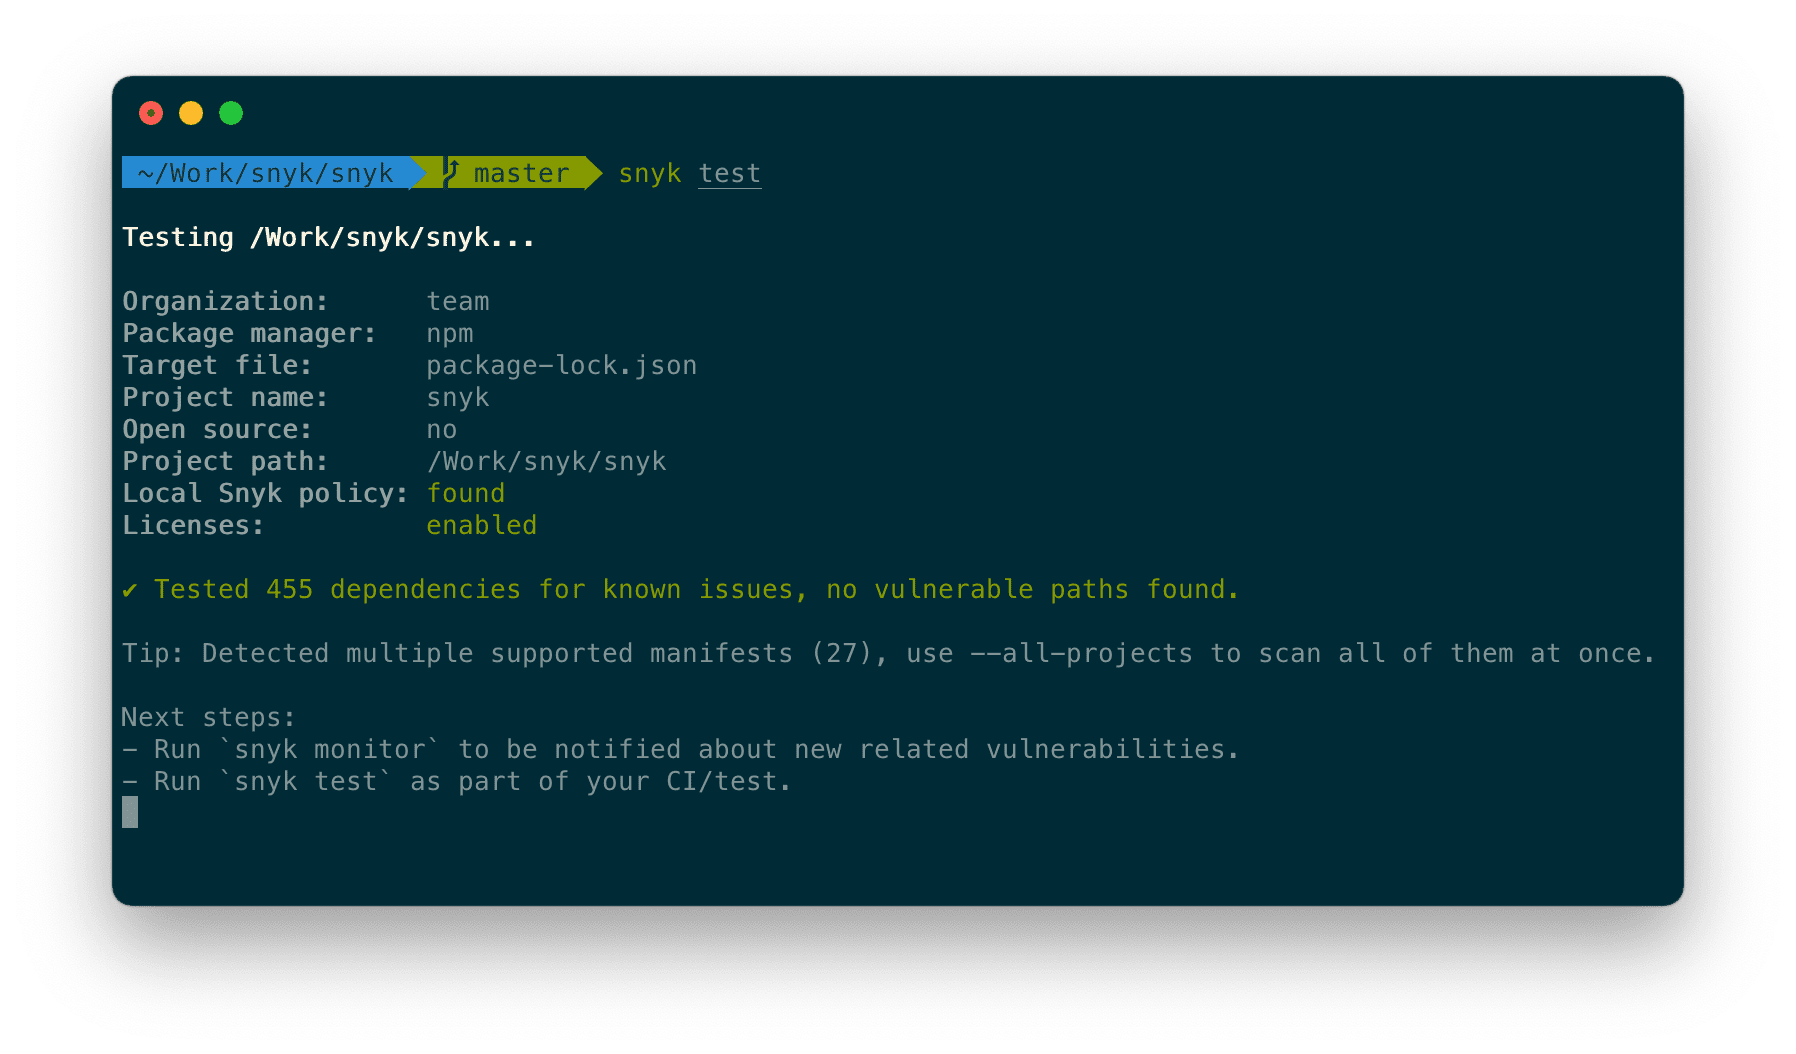 ~/Work/snyk/snyk master snyk test
Testing /Work/snyk/snyk...
Organization: team
Package manager: npm
Target file: package-lock.json
Project name: snyk
Open source: no
Project path: /Work/snyk/snyk
Local Snyk policy: found
Licenses: enabled
✔ Tested 455 dependencies for known issues, no vulnerable paths found.
Tip: Detected multiple supported manifests (27), use --all-projects to scan all of them at once.
Next steps:
- Run `snyk monitor` to be notified about new related vulnerabilities.
- Run `snyk test` as part of your CI/test.